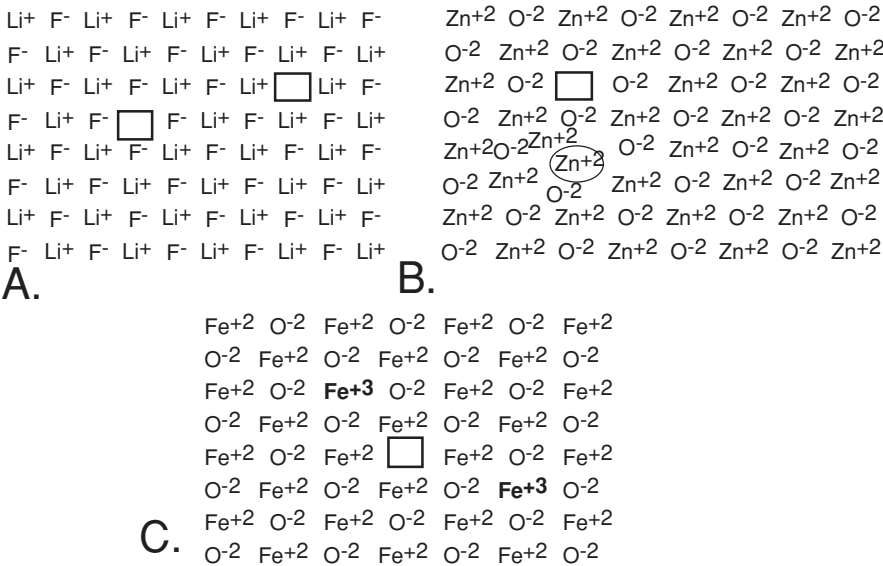 Li+ F- Li+ F- Li+ F- Li+ F- Li+ F-
F- Li+ F- Li+ F- Li+ F- Li+ F- Li+
Li+ F- Li+ F- Li+ F- Li+ Li+ F-
F- Li+ F- F- Li+ F- Li+ F- Li+
Li+ F- Li+ F- Li+ F- Li+ F- Li+ F-
F- Li+ F- Li+ F- Li+ F- Li+ F- Li+
Li+ F- Li+ F- Li+ F- Li+ F- Li+ F-
F- Li+ F- Li+ F- Li+ F- Li+ F- Li+
A.
Zn+2 O-2 Zn+2 O-2 Zn+2 O-2 Zn+2 O-2
O-2 Zn+2 O-2 Zn+2 O-2 Zn+2 O-2 Zn+2
Zn+2 O-2 O-2 Zn+2 O-2 Zn+2 O-2
O-2 Zn+2 O-2 Zn+2 O-2 Zn+2 O-2 Zn+2
Zn+2 O-2 Zn+2 Zn+2 O-2 Zn+2 O-2 Zn+2 O-2
O-2 Zn+2 O-2 Zn+2 O-2 Zn+2 O-2 Zn+2
Zn+2 O-2 Zn+2 O-2 Zn+2 O-2 Zn+2 O-2
O-2 Zn+2 O-2 Zn+2 O-2 Zn+2 O-2 Zn+2
B.
Fe+2 O-2 Fe+2 O-2 Fe+2 O-2 Fe+2
O-2 Fe+2 O-2 Fe+2 O-2 Fe+2 O-2
Fe+2 O-2 Fe+3 O-2 Fe+2 O-2 Fe+2
O-2 Fe+2 O-2 Fe+2 O-2 Fe+2 O-2
Fe+2 O-2 Fe+2 Fe+2 O-2 Fe+2
O-2 Fe+2 O-2 Fe+2 O-2 Fe+3 O-2
Fe+2 O-2 Fe+2 O-2 Fe+2 O-2 Fe+2
O-2 Fe+2 O-2 Fe+2 O-2 Fe+2 O-2
C.